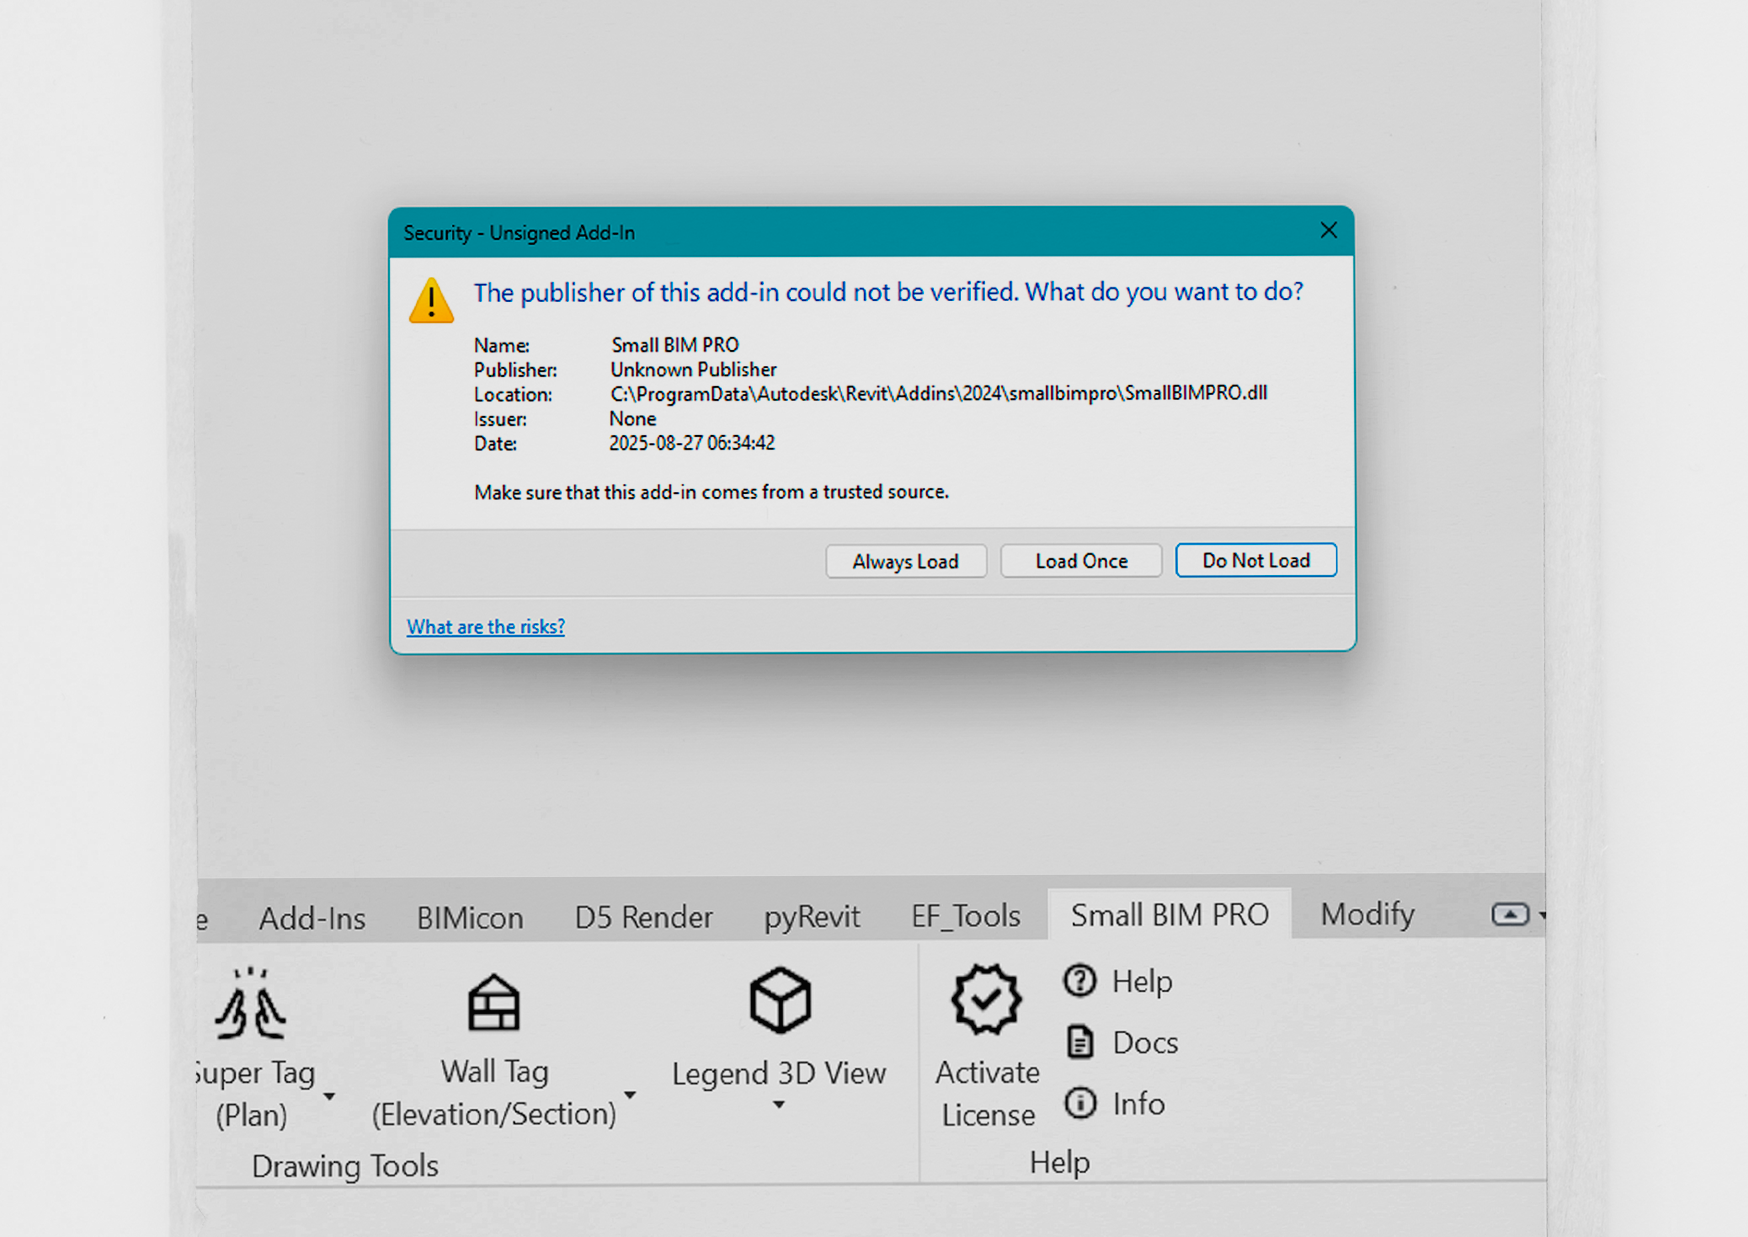 Security - Unsigned Add-In
The publisher of this add-in could not be verified. What do you want to do?
Name: Small BIM PRO
Publisher: Unknown Publisher
Location: C:\ProgramData\Autodesk\Revit\Addins\2024\smallbimpro\SmallBIMPRO.dll
Issuer: None
Date: 2025-08-27 06:34:42
Make sure that this add-in comes from a trusted source.
Always Load Load Once Do Not Load
What are the risks?
e Add-Ins BIMicon D5 Render pyRevit EF_Tools Small BIM PRO Modify
Super Tag
(Plan)
Wall Tag
(Elevation/Section)
Legend 3D View
Drawing Tools
Activate
License
Help
Docs
Info
Help